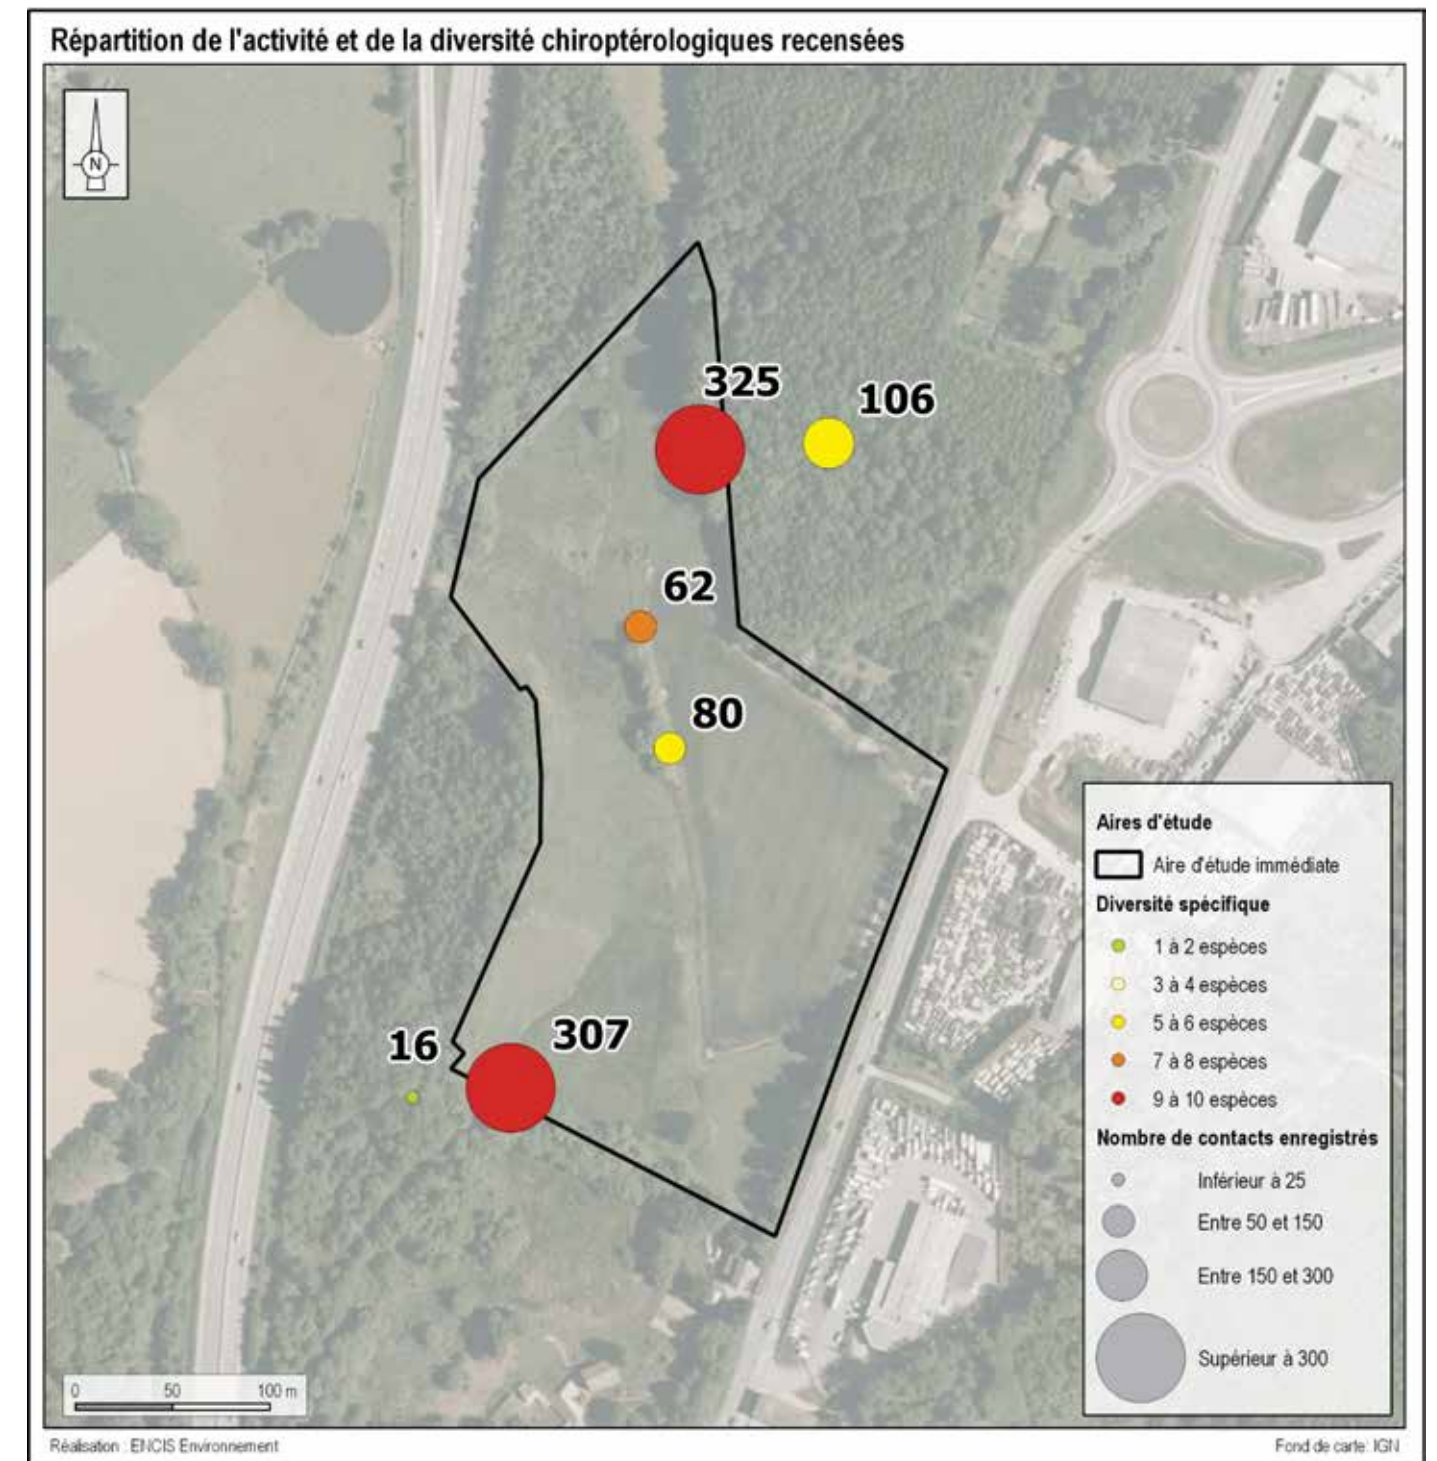 Répartition de l'activité et de la diversité chiroptérologiques recensées
N
325
106
62
80
16
307
Aires d'étude
Aire d'étude immédiate
Diversité spécifique
1 à 2 espèces
3 à 4 espèces
5 à 6 espèces
7 à 8 espèces
9 à 10 espèces
Nombre de contacts enregistrés
Inférieur à 25
Entre 50 et 150
Entre 150 et 300
Supérieur à 300
0 50 100 m
Réalisation : ENCIS Environnement
Fond de carte: IGN